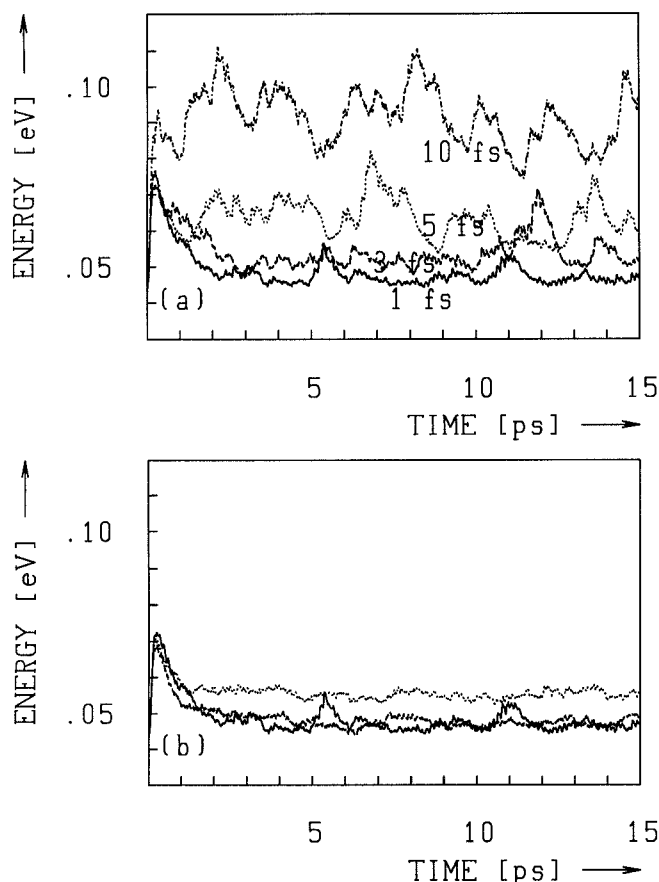 ENERGY [eV]
.10
.05
10 fs
5 fs
3 fs
1 fs
(a)
5 10 15
TIME [ps]
ENERGY [eV]
.10
.05
(b)
5 10 15
TIME [ps]